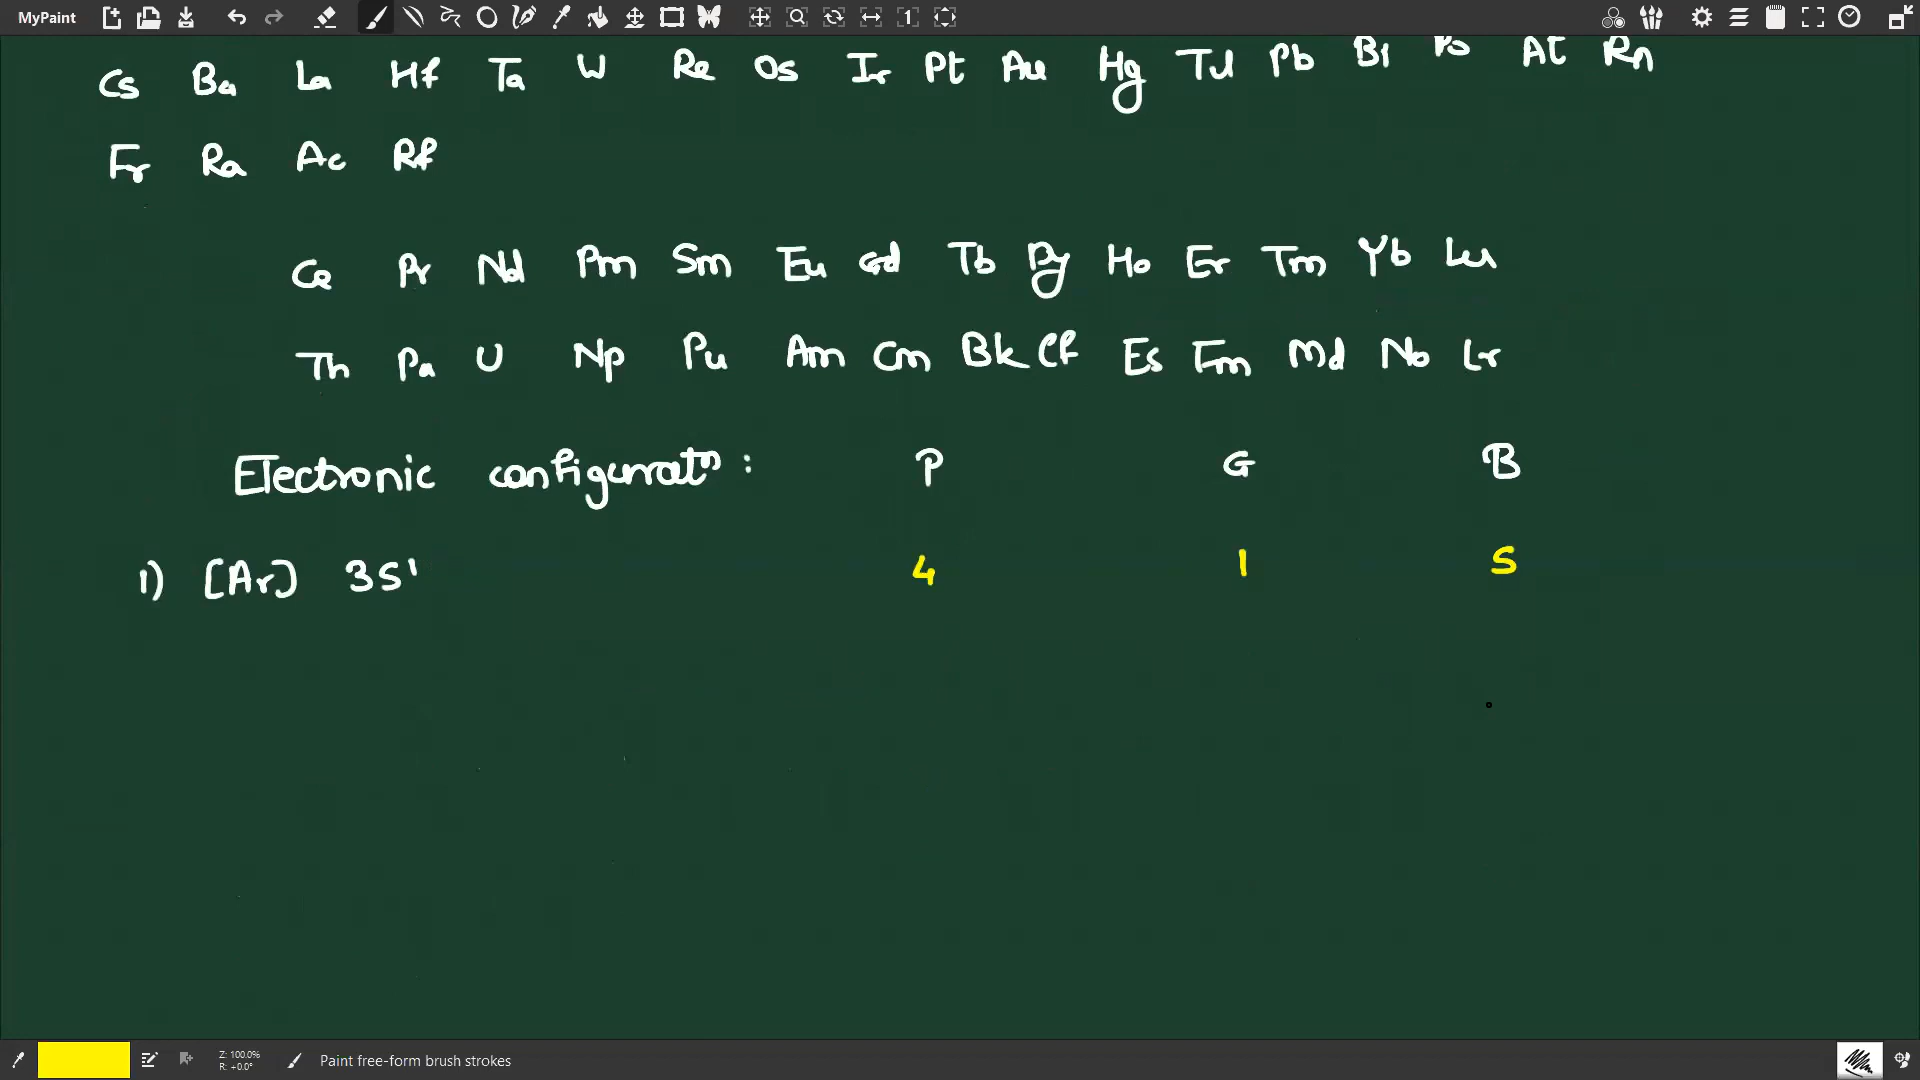 MyPaint
Cs Ba La Hf Ta W Re Os Ir Pt Au Hg Tl Pb Bi Po At Rn
Fr Ra Ac Rf
Ce Pr Nd Pm Sm Eu Gd Tb Dy Ho Er Tm Yb Lu
Th Pa U Np Pu Am Cm Bk Cf Es Fm Md No Lr
Electronic configuratn : P G B
1) [Ar] 3s¹ 4 1 S
Z: 100.0%
R: +0.0°
Paint free-form brush strokes